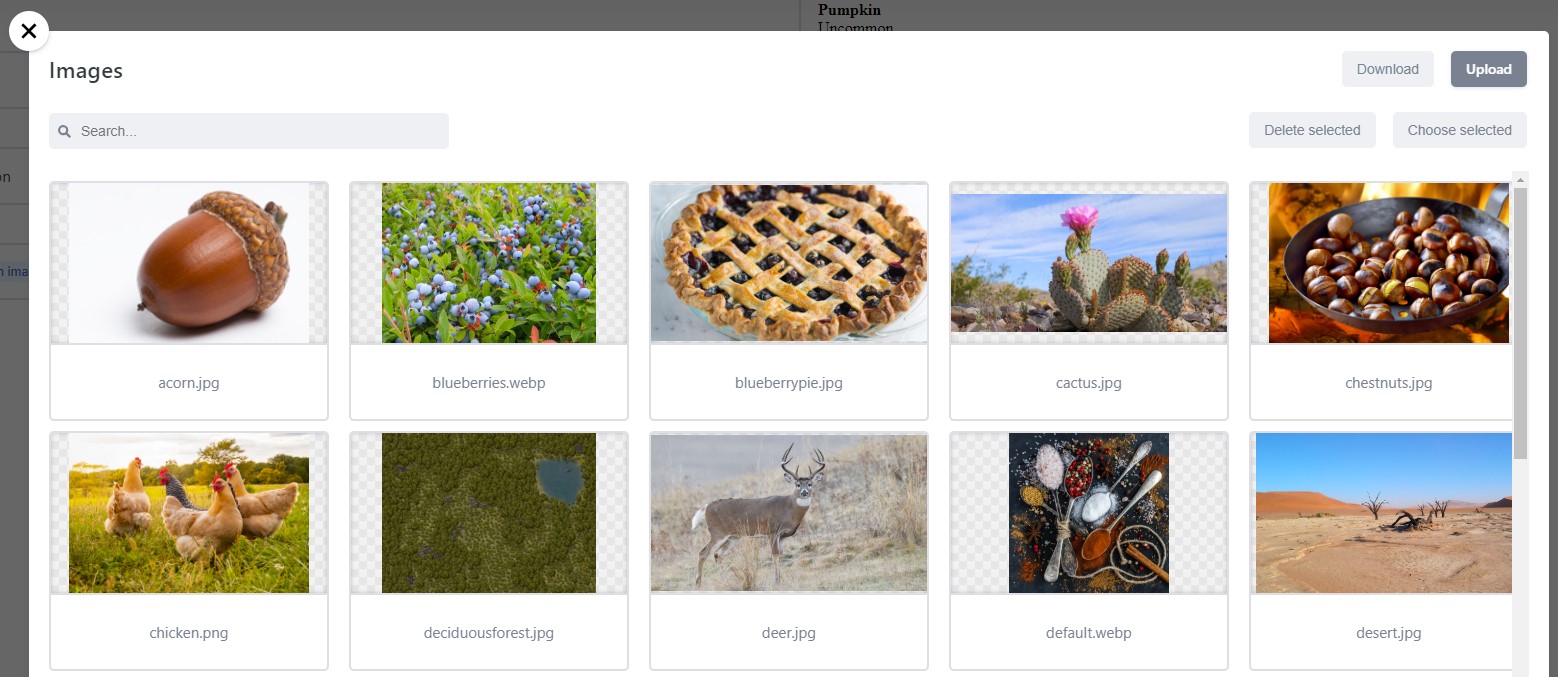 Pumpkin
Uncommon
Images
Download
Upload
Search...
Delete selected
Choose selected
on
n ima
acorn.jpg
blueberries.webp
blueberrypie.jpg
cactus.jpg
chestnuts.jpg
chicken.png
deciduousforest.jpg
deer.jpg
default.webp
desert.jpg